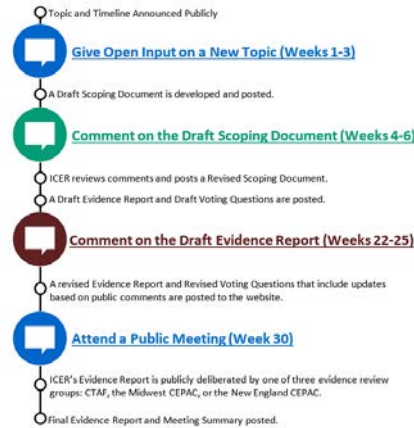 Topic and Timeline Announced Publicly
Give Open Input on a New Topic (Weeks 1-3)
A Draft Scoping Document is developed and posted.
Comment on the Draft Scoping Document (Weeks 4-6)
ICER reviews comments and posts a Revised Scoping Document.
A Draft Evidence Report and Draft Voting Questions are posted.
Comment on the Draft Evidence Report (Weeks 22-25)
A revised Evidence Report and Revised Voting Questions that include updates
based on public comments are posted to the website.
Attend a Public Meeting (Week 30)
ICER's Evidence Report is publicly deliberated by one of three evidence review
groups: CTAF, the Midwest CEPAC, or the New England CEPAC.
Final Evidence Report and Meeting Summary posted.